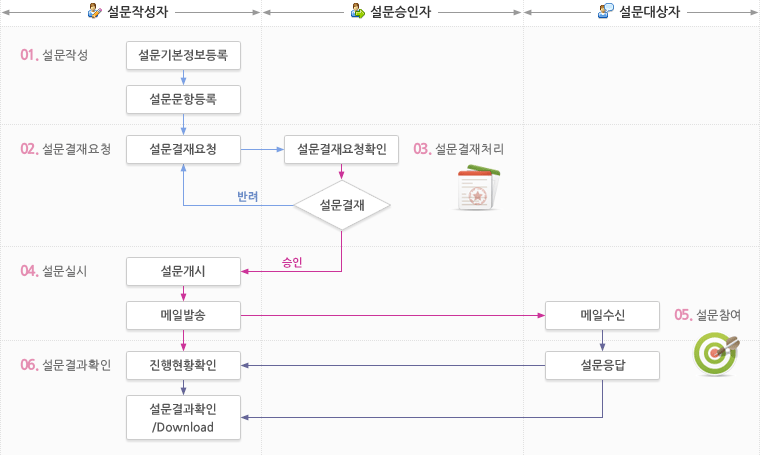 설문작성자
설문승인자
설문대상자
01. 설문작성
설문기본정보등록
설문문항등록
02. 설문결재요청
설문결재요청
설문결재요청확인
03. 설문결재처리
반려
설문결재
04. 설문실시
설문개시
승인
메일발송
메일수신
05. 설문참여
06. 설문결과확인
진행현황확인
설문응답
설문결과확인
/Download